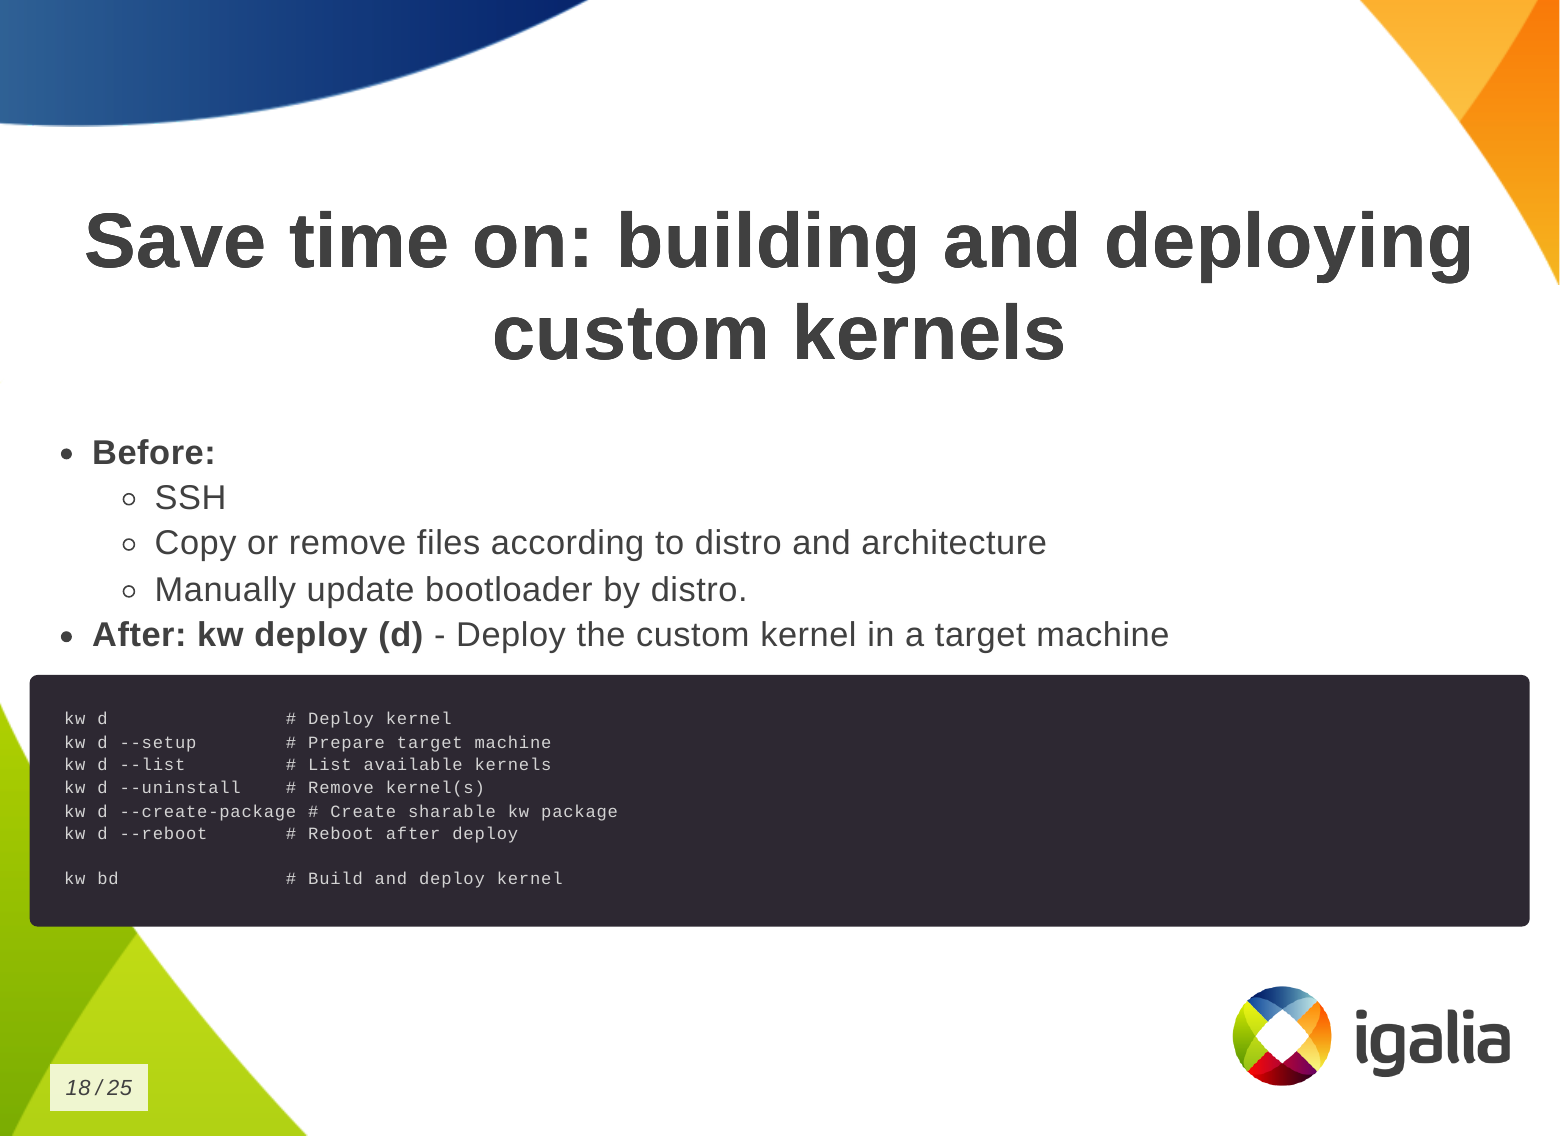 Save time on: building and deploying
custom kernels
• Before:
◦ SSH
◦ Copy or remove files according to distro and architecture
◦ Manually update bootloader by distro.
• After: kw deploy (d) - Deploy the custom kernel in a target machine
kw d                # Deploy kernel
kw d --setup        # Prepare target machine
kw d --list         # List available kernels
kw d --uninstall    # Remove kernel(s)
kw d --create-package # Create sharable kw package
kw d --reboot       # Reboot after deploy
kw bd               # Build and deploy kernel
igalia
18 / 25